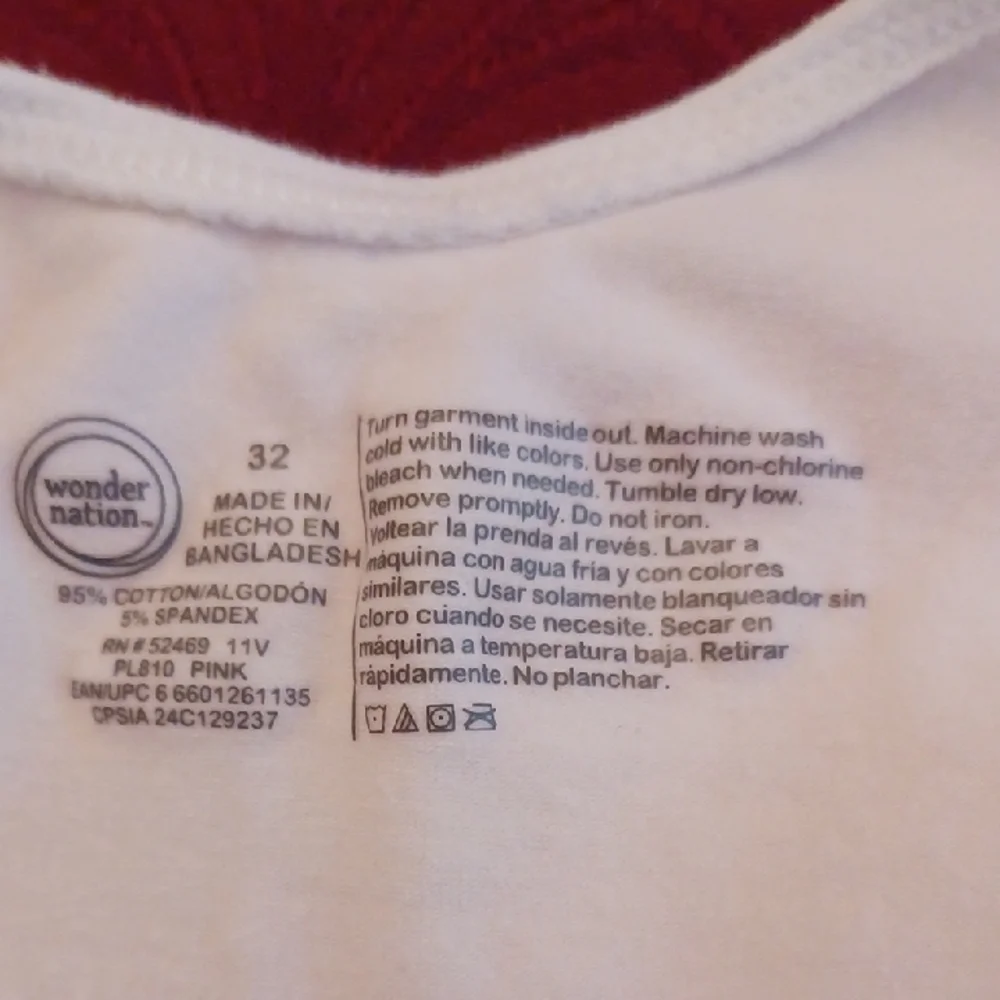 wonder
nation™
32
MADE IN/
HECHO EN
BANGLADESH
95% COTTON/ALGODÓN
5% SPANDEX
RN # 52469 11V
PL810 PINK
EAN/UPC 6 6601261135
CPSIA 24C129237
Turn garment inside out. Machine wash
cold with like colors. Use only non-chlorine
bleach when needed. Tumble dry low.
Remove promptly. Do not iron.
Voltear la prenda al revés. Lavar a
máquina con agua fría y con colores
similares. Usar solamente blanqueador sin
cloro cuando se necesite. Secar en
máquina a temperatura baja. Retirar
rápidamente. No planchar.